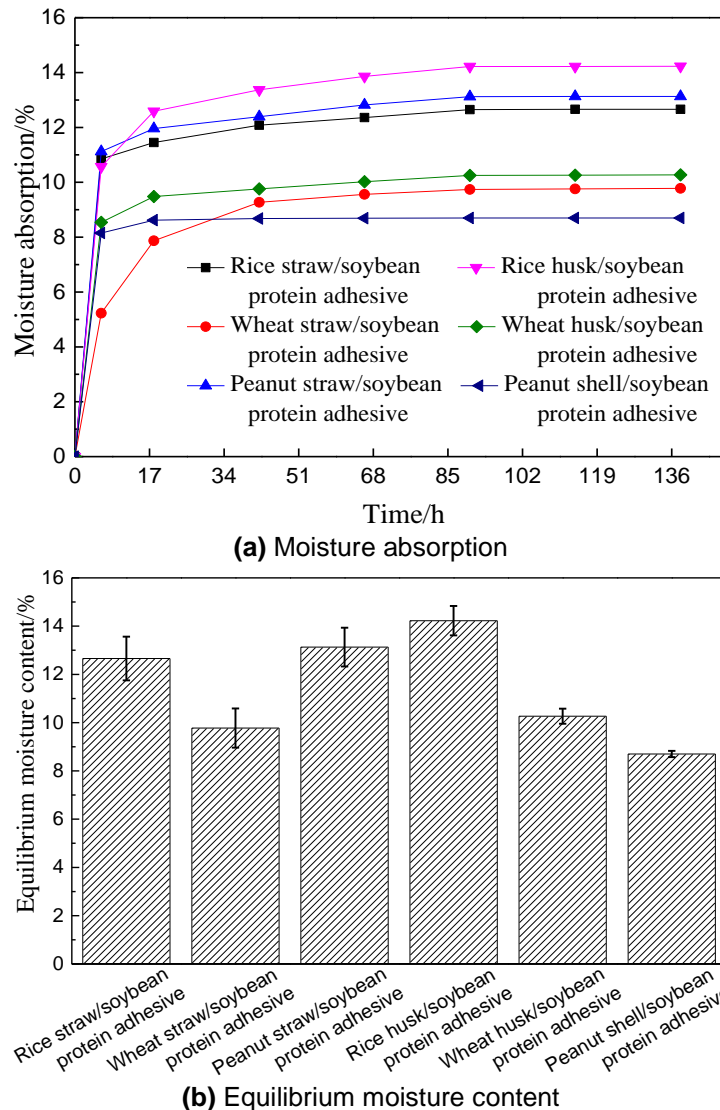 16
14
12
10
8
6
4
2
0
Moisture absorption/%
Rice straw/soybean
protein adhesive
Wheat straw/soybean
protein adhesive
Peanut straw/soybean
protein adhesive
Rice husk/soybean
protein adhesive
Wheat husk/soybean
protein adhesive
Peanut shell/soybean
protein adhesive
0 17 34 51 68 85 102 119 136
Time/h
(a) Moisture absorption
16
14
12
10
8
6
4
2
0
Equilibrium moisture content/%
Rice straw/soybean
protein adhesive
Wheat straw/soybean
protein adhesive
Peanut straw/soybean
protein adhesive
Rice husk/soybean
protein adhesive
Wheat husk/soybean
protein adhesive
Peanut shell/soybean
protein adhesive
(b) Equilibrium moisture content